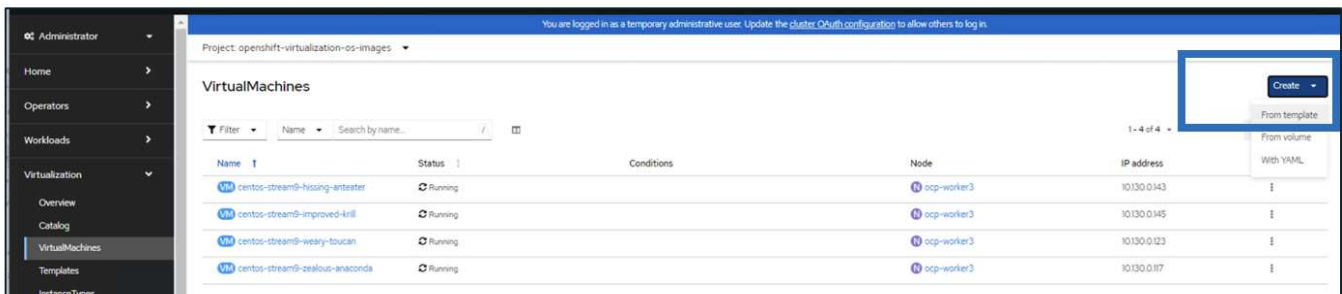 You are logged in as a temporary administrative user. Update the cluster OAuth configuration to allow others to log in.
Administrator
Home
Operators
Workloads
Virtualization
Overview
Catalog
VirtualMachines
Templates
InstanceTypes
Project: openshift-virtualization-os-images
VirtualMachines
Create
From template
From volume
With YAML
Filter Name Search by name... /
1 - 4 of 4
Name Status Conditions Node IP address
VM centos-stream9-hissing-anteater Running N ocp-worker3 10.130.0.143
VM centos-stream9-improved-krill Running N ocp-worker3 10.130.0.145
VM centos-stream9-weary-toucan Running N ocp-worker3 10.130.0.123
VM centos-stream9-zealous-anaconda Running N ocp-worker3 10.130.0.117